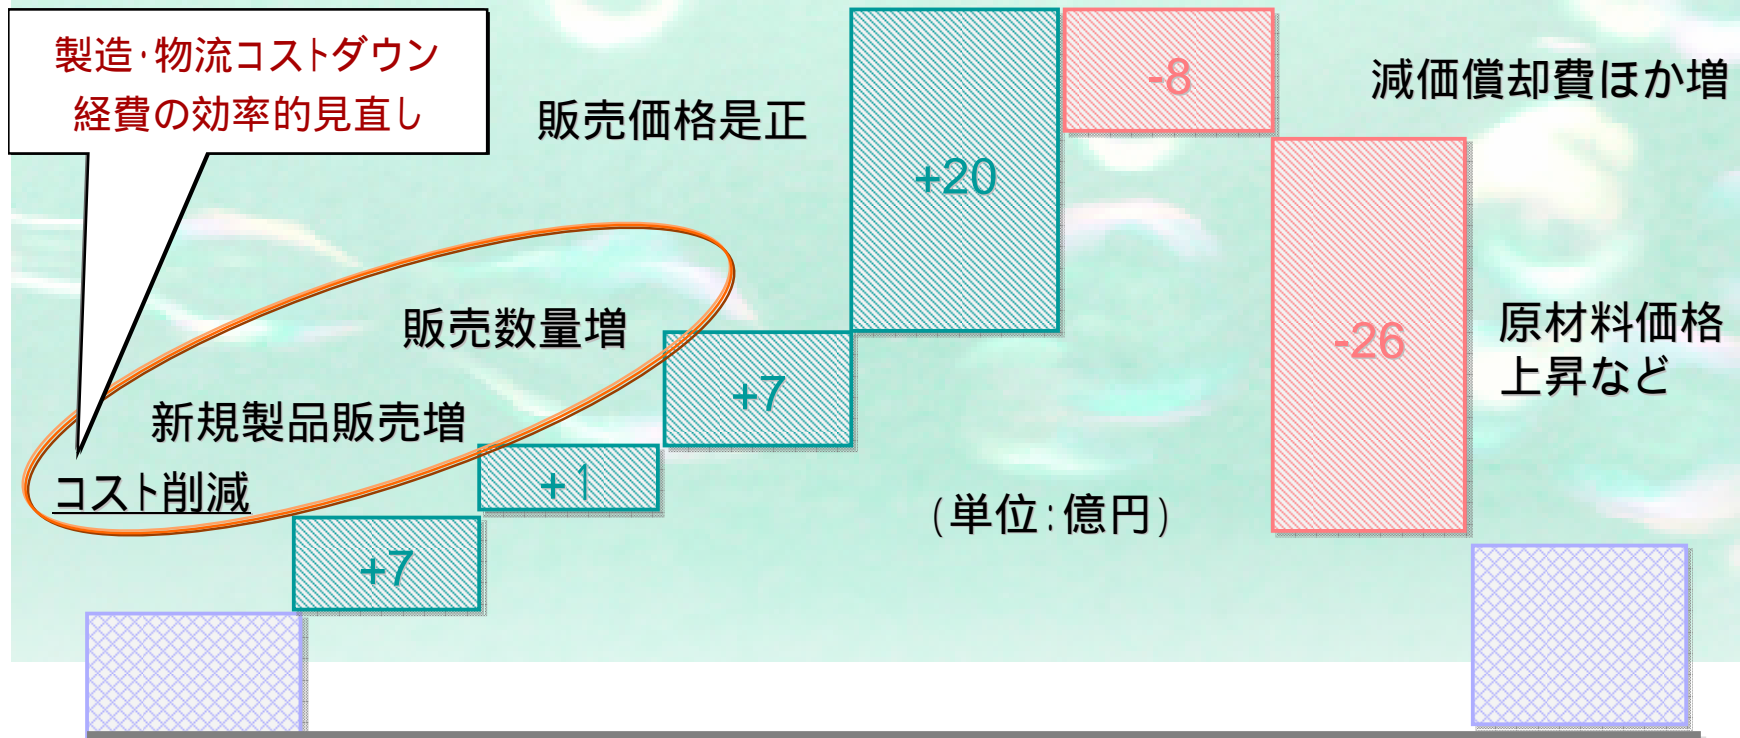 製造・物流コストダウン
経費の効率的見直し
販売価格是正
-8
減価償却費ほか増
+20
販売数量増
-26
原材料価格
上昇など
+7
新規製品販売増
+1
コスト削減
(単位:億円)
+7